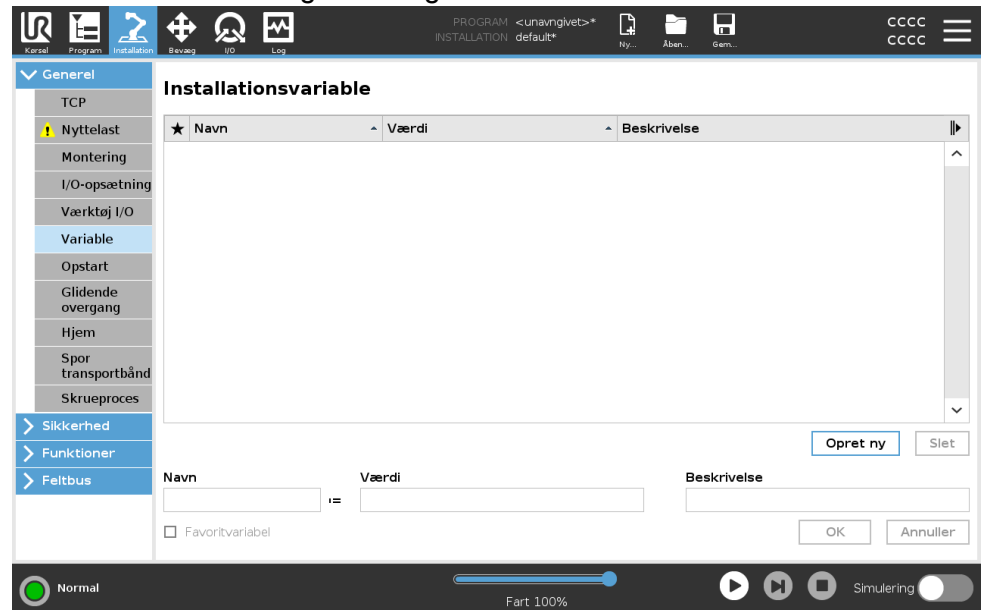 PROGRAM <unavngivet>*
INSTALLATION default*
CCCC
CCCC
Kørsel Program Installation Bevæg I/O Log Ny... Åben... Gem...
Generel
TCP
Nyttelast
Montering
I/O-opsætning
Værktøj I/O
Variable
Opstart
Glidende
overgang
Hjem
Spor
transportbånd
Skrueproces
Sikkerhed
Funktioner
Feltbus
Installationsvariable
Navn Værdi Beskrivelse
Opret ny Slet
Navn Værdi Beskrivelse
Favoritvariabel OK Annuller
Normal
Fart 100%
Simulering